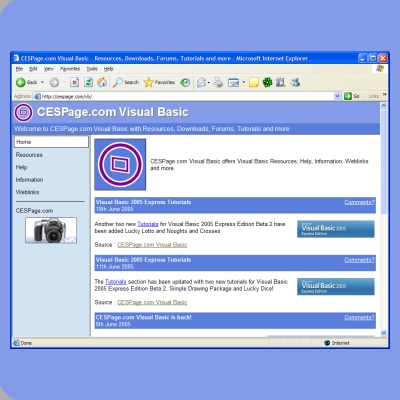 CESPage.com Visual Basic - Resources, Downloads, Forums, Tutorials and more - Microsoft Internet Explorer
File Edit View Favorites Tools Help
Back Search Favorites
Address http://cespage.com/vb/ Go Links
CESPage.com Visual Basic
Welcome to CESPage.com Visual Basic with Resources, Downloads, Forums, Tutorials and more
Home
Resources
Help
Information
Weblinks
CESPage.com
CESPage.com Visual Basic offers Visual Basic Resources, Help, Information, Weblinks
and more.
Visual Basic 2005 Express Tutorials Comments?
18th June 2005
Another two new Tutorials for Visual Basic 2005 Express Edition Beta 2 have
been added Lucky Lotto and Noughts and Crosses
Visual Basic 2005
Express Edition
Source : CESPage.com Visual Basic
Visual Basic 2005 Express Tutorials Comments?
11th June 2005
The Tutorials section has been updated with two new tutorials for Visual Basic
2005 Express Edition Beta 2, Simple Drawing Package and Lucky Dice!
Visual Basic 2005
Express Edition
Source : CESPage.com Visual Basic
CESPage.com Visual Basic is back! Comments?
8th June 2005
Done Internet